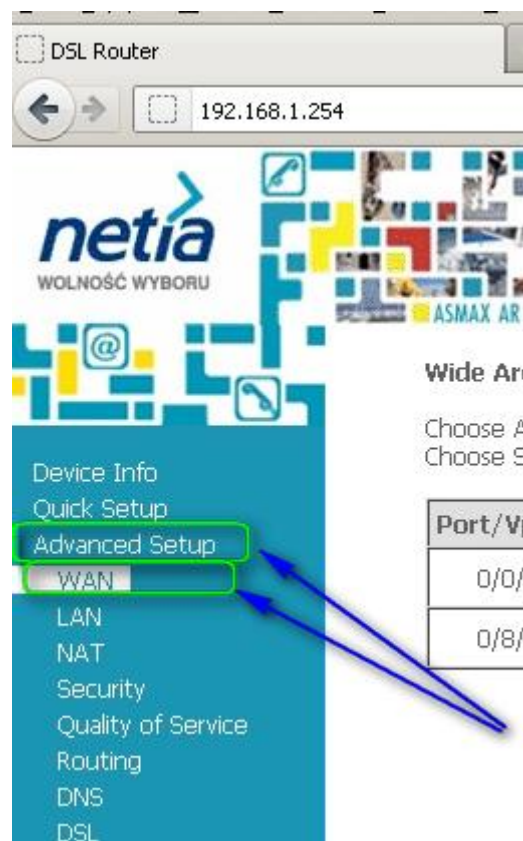 DSL Router
192.168.1.254
netia
WOLNOŚĆ WYBORU
@
ASMAX AR
Wide Ar
Choose A
Choose S
Device Info
Quick Setup
Advanced Setup
WAN
LAN
NAT
Security
Quality of Service
Routing
DNS
DSL
Port/V
0/0/
0/8/